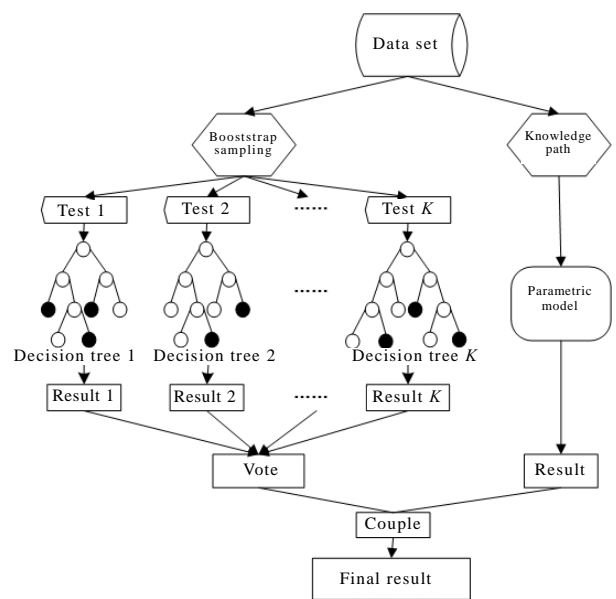 Data set
Booststrap
sampling
Knowledge
path
Test 1
Test 2
......
Test K
......
Parametric
model
Decision tree 1
Decision tree 2
Decision tree K
Result 1
Result 2
......
Result K
Vote
Result
Couple
Final result